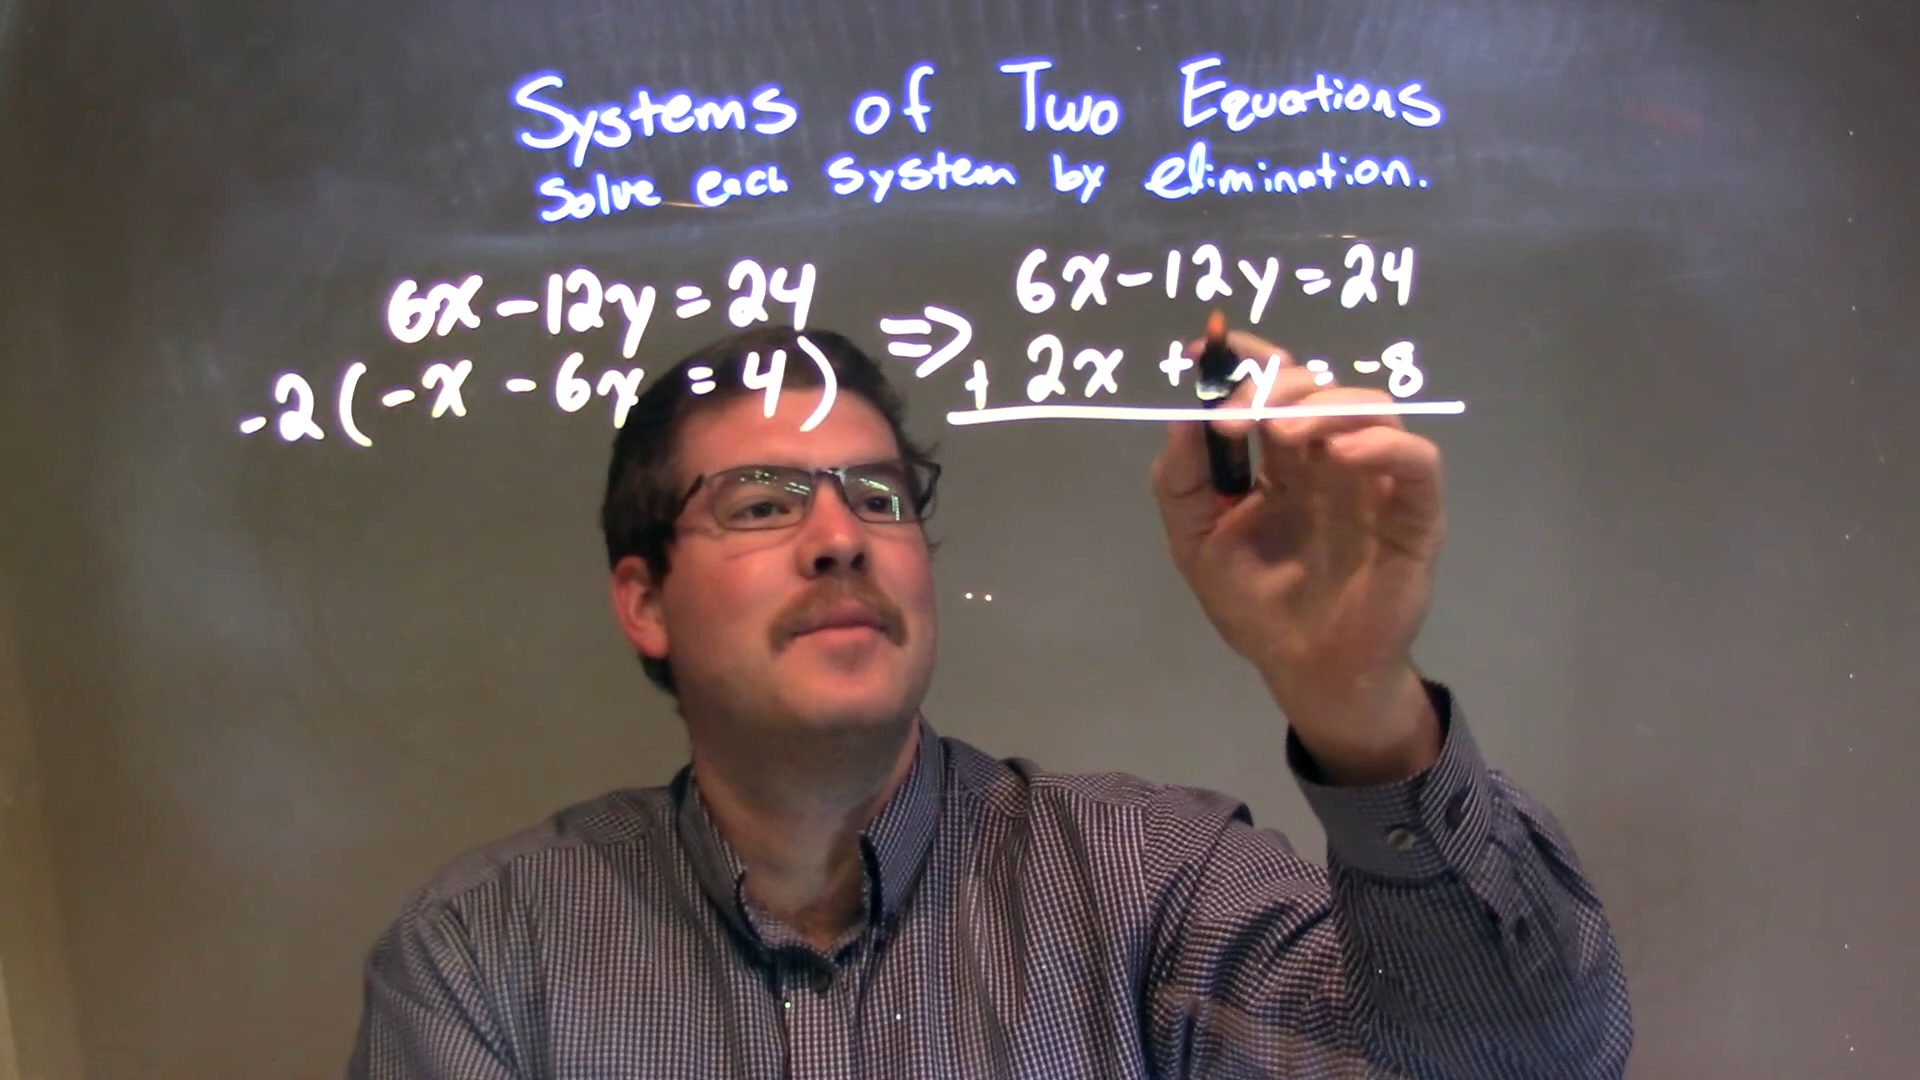 Systems of Two Equations
Solve each system by elimination.
6x - 12y = 24 ⇒ 6x - 12y = 24
-2(-x - 6y = 4) + 2x + y = -8